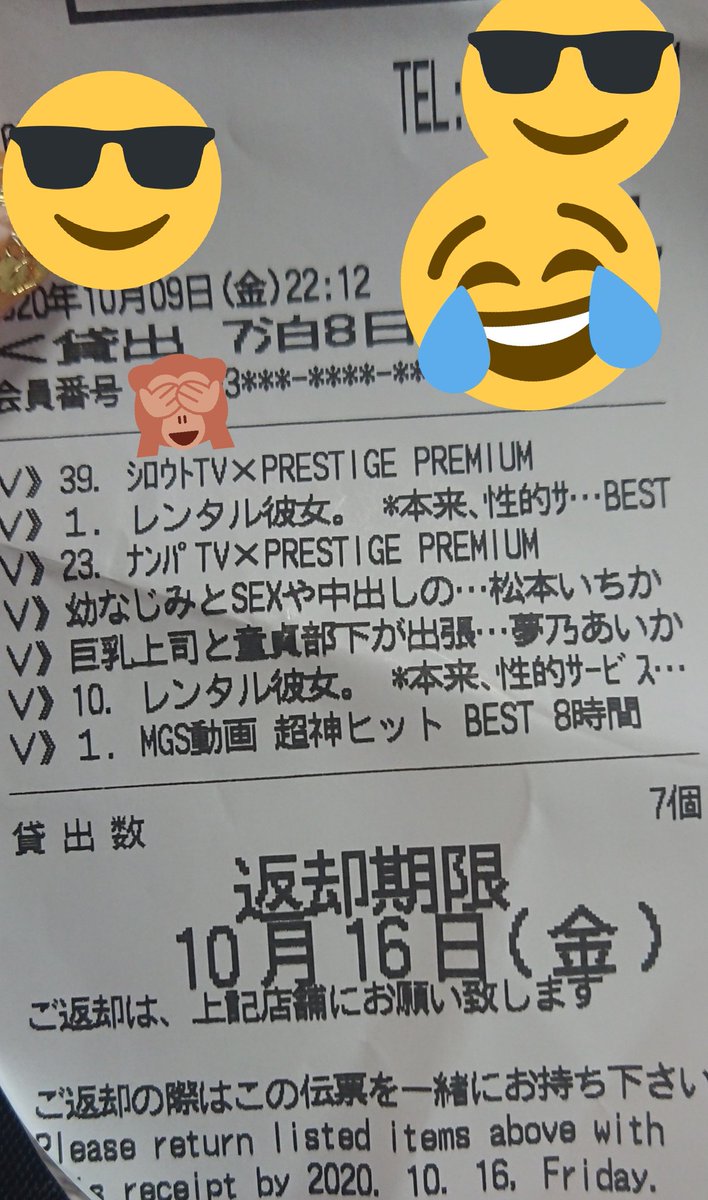 TEL:
20年10月09日(金)22:12
<貸出 7泊8日
会員番号 3***-****-**
V》 39. ｼﾛｳﾄTV×PRESTIGE PREMIUM
V》 1. レンタル彼女。 *本来、性的ｻ…BEST
V》 23. ﾅﾝﾊﾟTV×PRESTIGE PREMIUM
V》 幼なじみとSEXや中出しの…松本いちか
V》 巨乳上司と童貞部下が出張…夢乃あいか
V》 10. レンタル彼女。 *本来、性的ｻｰﾋﾞｽ…
V》 1. MGS動画 超神ヒット BEST 8時間
貸出数 7個
返却期限
10月16日(金)
ご返却は、上記店舗にお願い致します
ご返却の際はこの伝票を一緒にお持ち下さい
Please return listed items above with
is receipt by 2020. 10. 16, Friday.